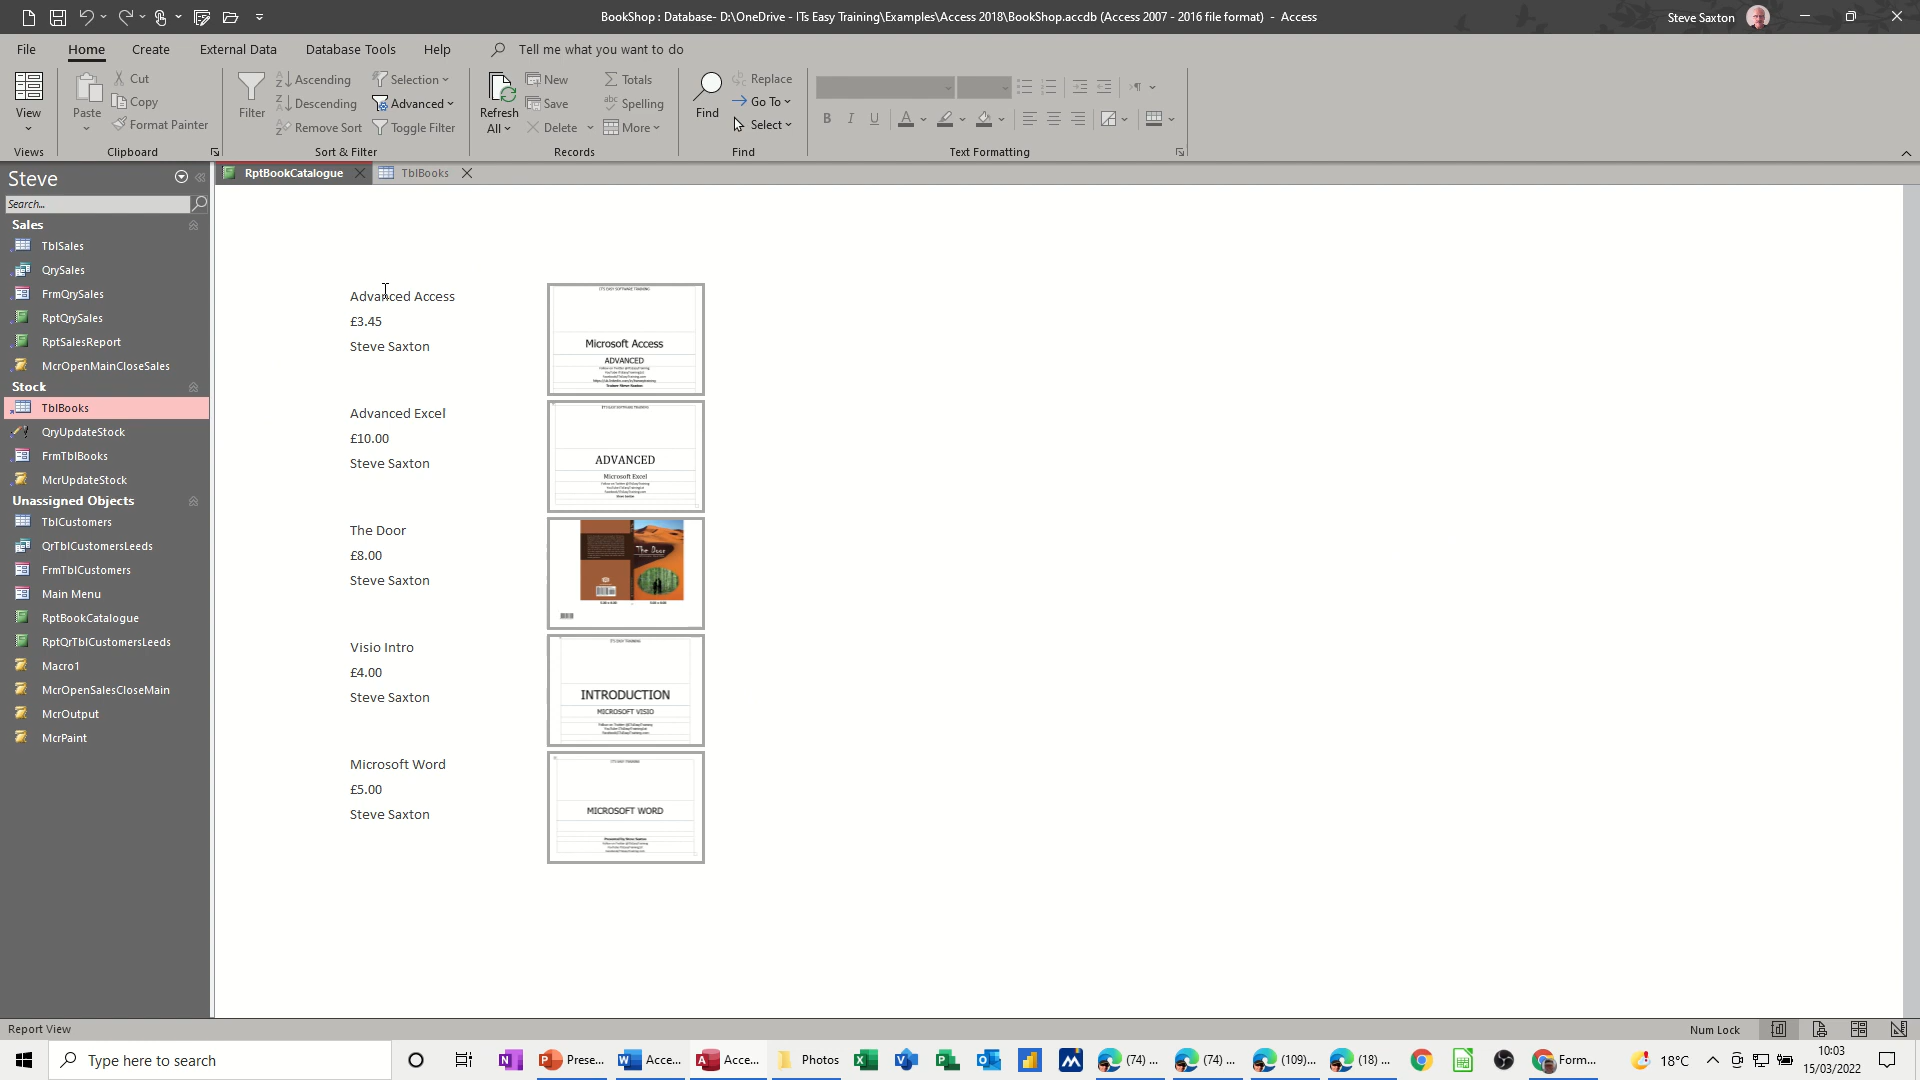 BookShop : Database- D:\OneDrive - ITs Easy Training\Examples\Access 2018\BookShop.accdb (Access 2007 - 2016 file format) - Access
Steve Saxton
File Home Create External Data Database Tools Help Tell me what you want to do
View
Views
Paste
Cut
Copy
Format Painter
Clipboard
Filter
Ascending
Descending
Remove Sort
Selection
Advanced
Toggle Filter
Sort & Filter
Refresh
All
New
Save
Delete
Totals
Spelling
More
Records
Find
Replace
Go To
Select
Find
B I U
Text Formatting
Steve
Search...
Sales
TblSales
QrySales
FrmQrySales
RptQrySales
RptSalesReport
McrOpenMainCloseSales
Stock
TblBooks
QryUpdateStock
FrmTblBooks
McrUpdateStock
Unassigned Objects
TblCustomers
QrTblCustomersLeeds
FrmTblCustomers
Main Menu
RptBookCatalogue
RptQrTblCustomersLeeds
Macro1
McrOpenSalesCloseMain
McrOutput
McrPaint
RptBookCatalogue
TblBooks
Advanced Access
£3.45
Steve Saxton
Microsoft Access
ADVANCED
Advanced Excel
£10.00
Steve Saxton
ADVANCED
Microsoft Excel
The Door
£8.00
Steve Saxton
The Door
Visio Intro
£4.00
Steve Saxton
INTRODUCTION
MICROSOFT VISIO
Microsoft Word
£5.00
Steve Saxton
MICROSOFT WORD
Report View
Num Lock
Type here to search
Prese...
Acce...
Acce...
Photos
(74) ...
(74) ...
(109)...
(18) ...
Form...
18°C
10:03
15/03/2022